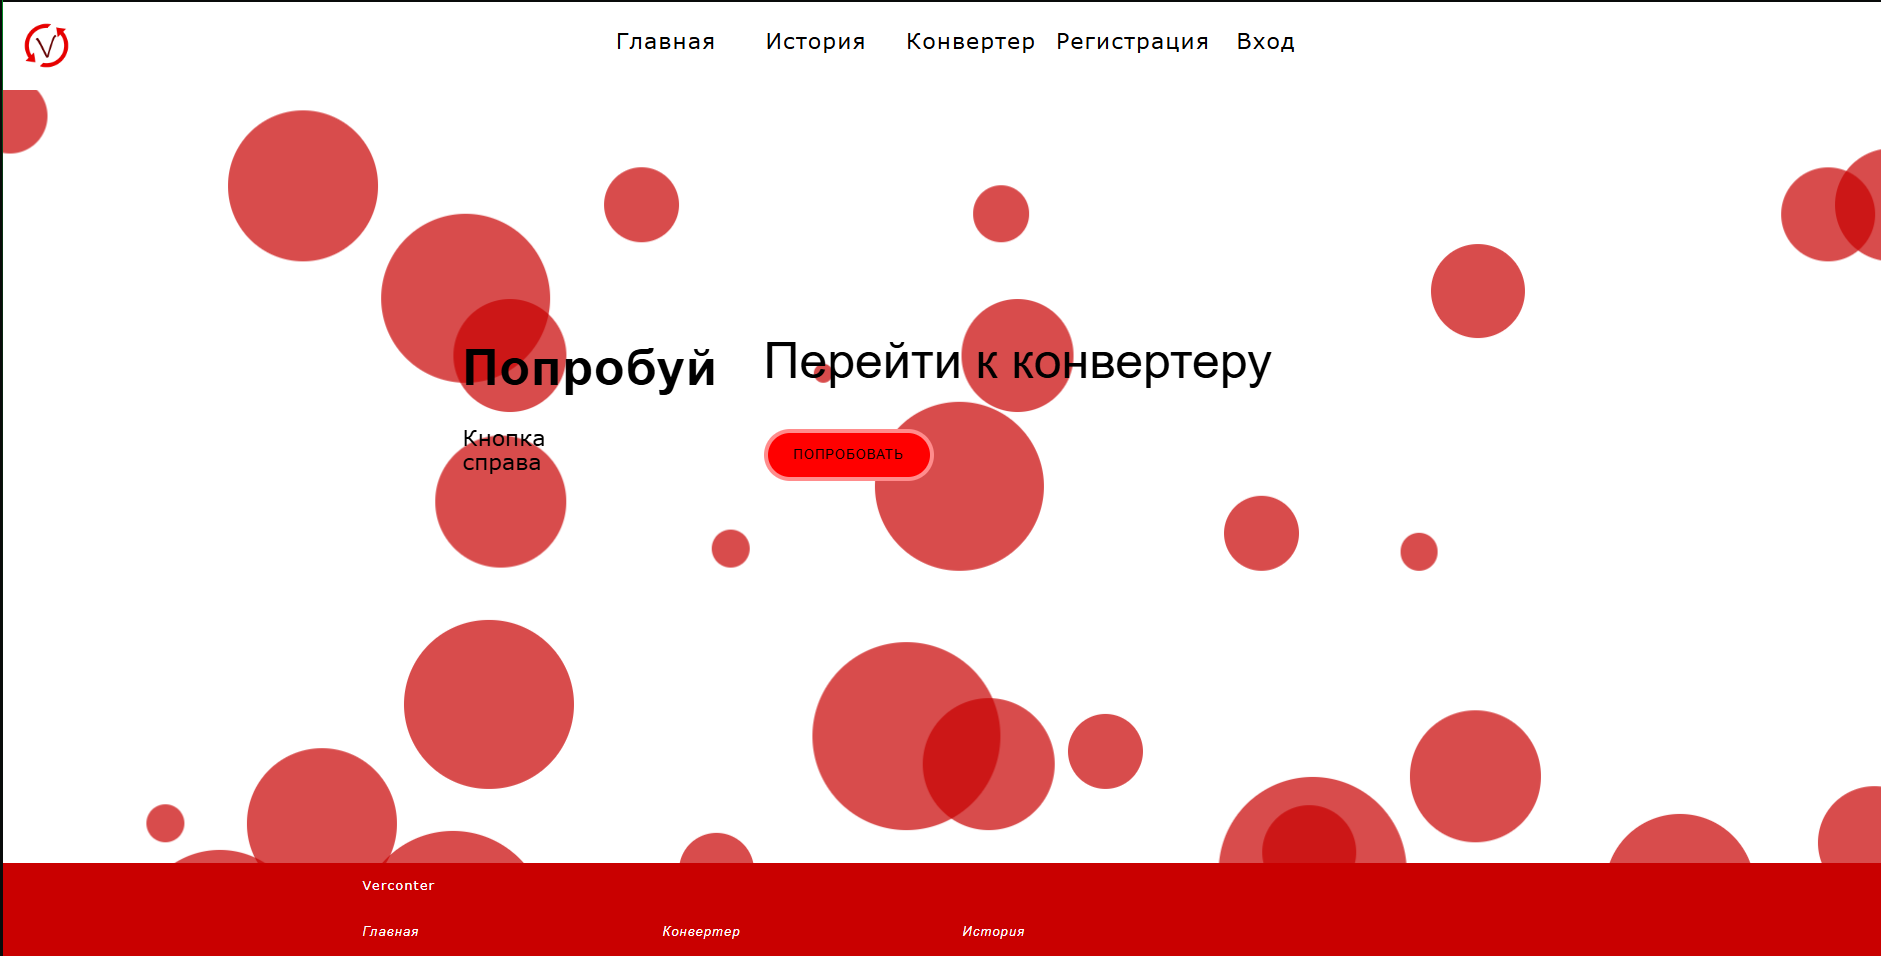 V
Главная История Конвертер Регистрация Вход
Попробуй
Кнопка
справа
Перейти к конвертеру
ПОПРОБОВАТЬ
Verconter
Главная Конвертер История